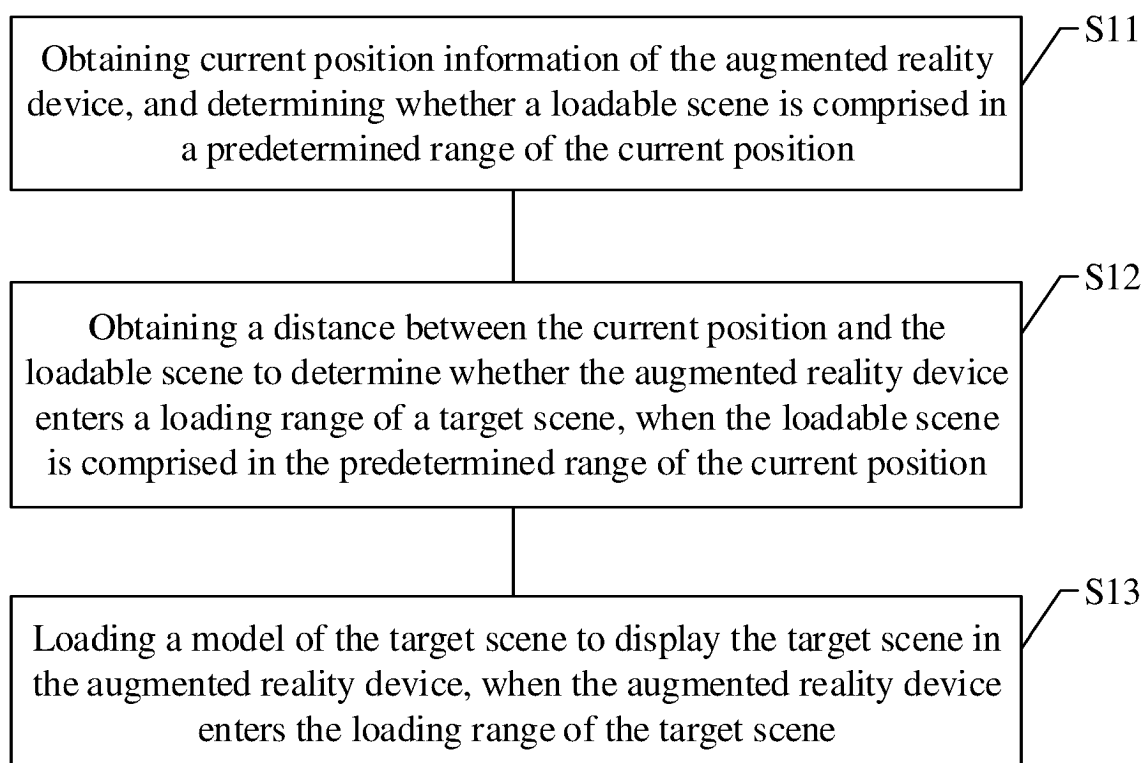 S11
Obtaining current position information of the augmented reality
device, and determining whether a loadable scene is comprised in
a predetermined range of the current position
S12
Obtaining a distance between the current position and the
loadable scene to determine whether the augmented reality device
enters a loading range of a target scene, when the loadable scene
is comprised in the predetermined range of the current position
S13
Loading a model of the target scene to display the target scene in
the augmented reality device, when the augmented reality device
enters the loading range of the target scene